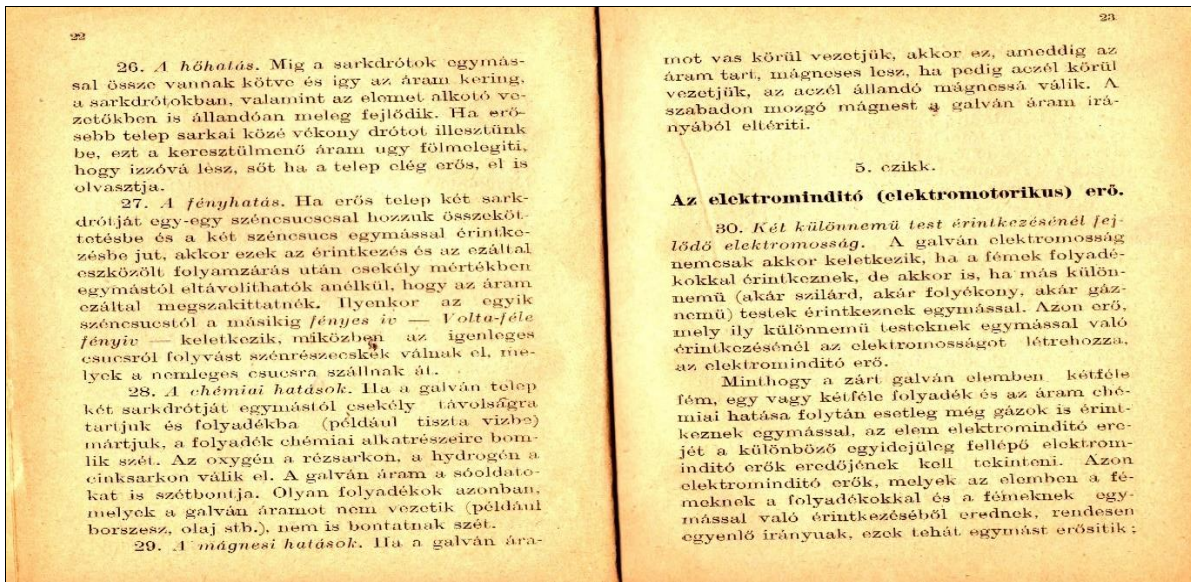 22
26. A hőhatás. Mig a sarkdrótok egymás-
sal össze vannak kötve és igy az áram kering,
a sarkdrótokban, valamint az elemet alkotó ve-
zetőkben is állandóan meleg fejlődik. Ha erő-
sebb telep sarkai közé vékony drótot illesztünk
be, ezt a keresztülmenő áram ugy fölmelegiti,
hogy izzóvá lesz, sőt ha a telep elég erős, el is
olvasztja.
27. A fényhatás. Ha erős telep két sark-
drótját egy-egy széncsucscsal hozzuk összeköt-
tetésbe és a két széncsucs egymással érintke-
zésbe jut, akkor ezek az érintkezés és az ezáltal
eszközölt folyamzárás után csekély mértékben
egymástól eltávolithatók anélkül, hogy az áram
ezáltal megszakittatnék. Ilyenkor az egyik
széncsucstól a másikig fényes iv — Volta-féle
fényiv — keletkezik, miközben az igenleges
csucsról folyvást szénrészecskék válnak el, me-
lyek a nemleges csucsra szállnak át.
28. A chémiai hatások. Ha a galván telep
két sarkdrótját egymástól csekély távolságra
tartjuk és folyadékba (például tiszta vizbe)
mártjuk, a folyadék chémiai alkatrészeire bom-
lik szét. Az oxygén a rézsarkon, a hydrogén a
cinksarkon válik el. A galván áram a sóoldato-
kat is szétbontja. Olyan folyadékok azonban,
melyek a galván áramot nem vezetik (például
borszesz, olaj stb.), nem is bontatnak szét.
29. A mágnesi hatások. Ha a galván ára-
23
mot vas körül vezetjük, akkor ez, ameddig az
áram tart, mágneses lesz, ha pedig aczél körül
vezetjük, az aczél állandó mágnessá válik. A
szabadon mozgó mágnest a galván áram irá-
nyából eltériti.
5. czikk.
Az elektrominditó (elektromotorikus) erő.
30. Két különnemü test érintkezésénél fej-
lődő elektromosság. A galván elektromosság
nemcsak akkor keletkezik, ha a fémek folyadé-
kokkal érintkeznek, de akkor is, ha más külön-
nemü (akár szilárd, akár folyékony, akár gáz-
nemü) testek érintkeznek egymással. Azon erő,
mely ily különnemü testeknek egymással való
érintkezésénél az elektromosságot létrehozza,
az elektrominditó erő.
Minthogy a zárt galván elemben kétféle
fém, egy vagy kétféle folyadék és az áram ché-
miai hatása folytán esetleg még gázok is érint-
keznek egymással, az elem elektrominditó ere-
jét a különböző egyidejüleg fellépő elektrom-
inditó erők eredőjének kell tekinteni. Azon
elektrominditó erők, melyek az elemben a fé-
meknek a folyadékokkal és a fémeknek egy-
mással való érintkezéséből erednek, rendesen
egyenlő irányuak, ezek tehát egymást erősitik;